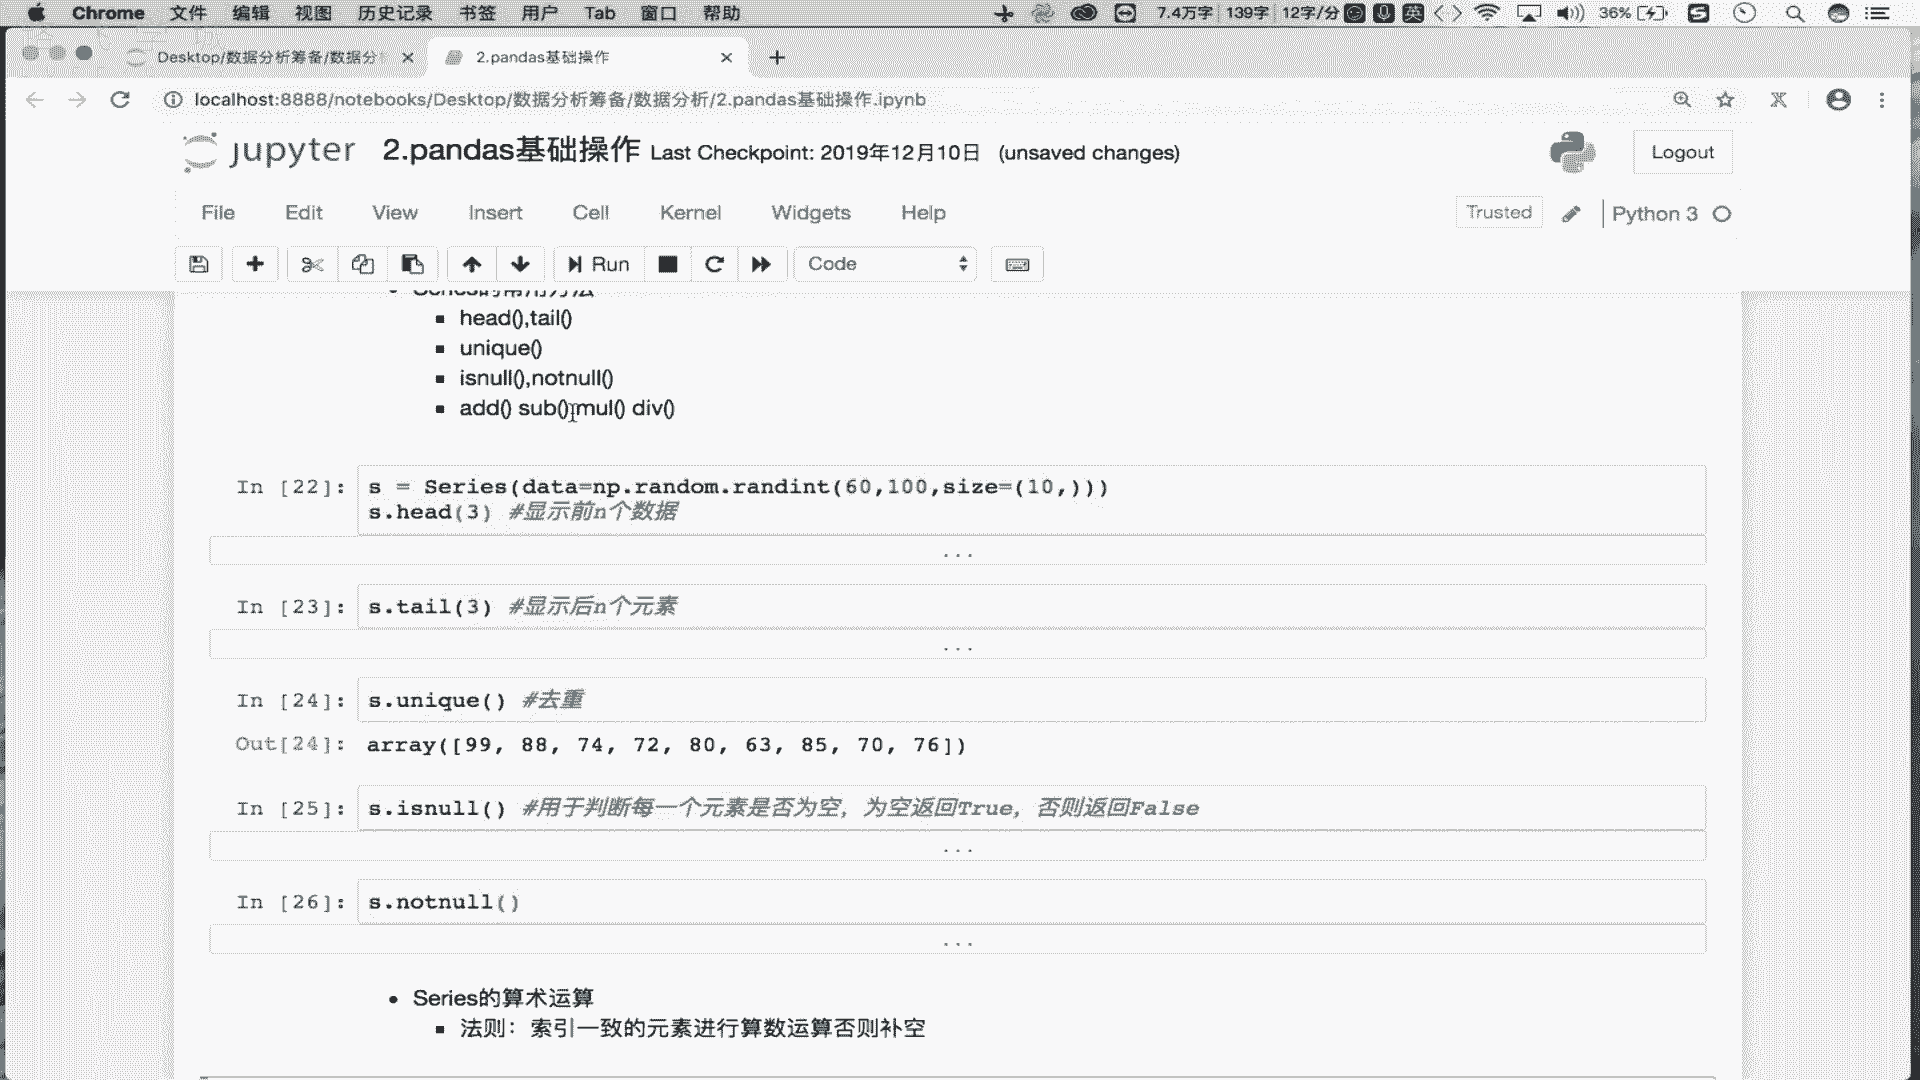 Chrome 文件 编辑 视图 历史记录 书签 用户 Tab 窗口 帮助 7.4万字 139字 12字/分 英 36%
Desktop/数据分析筹备/数据分 2.pandas基础操作
localhost:8888/notebooks/Desktop/数据分析筹备/数据分析/2.pandas基础操作.ipynb
jupyter 2.pandas基础操作 Last Checkpoint: 2019年12月10日 (unsaved changes) Logout
File Edit View Insert Cell Kernel Widgets Help Trusted Python 3
Run Code
Series的常用方法
head(),tail()
unique()
isnull(),notnull()
add() sub() mul() div()
In [22]: s = Series(data=np.random.randint(60,100,size=(10,)))
s.head(3) #显示前n个数据
...
In [23]: s.tail(3) #显示后n个元素
...
In [24]: s.unique() #去重
Out[24]: array([99, 88, 74, 72, 80, 63, 85, 70, 76])
In [25]: s.isnull() #用于判断每一个元素是否为空，为空返回True，否则返回False
...
In [26]: s.notnull()
...
Series的算术运算
法则：索引一致的元素进行算数运算否则补空